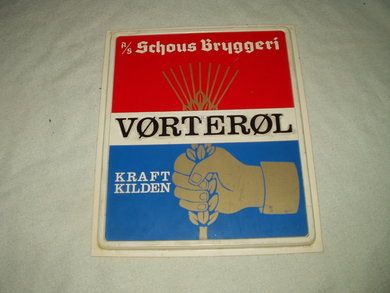 A/S Schous Bryggeri
VØRTERØL
KRAFT
KILDEN